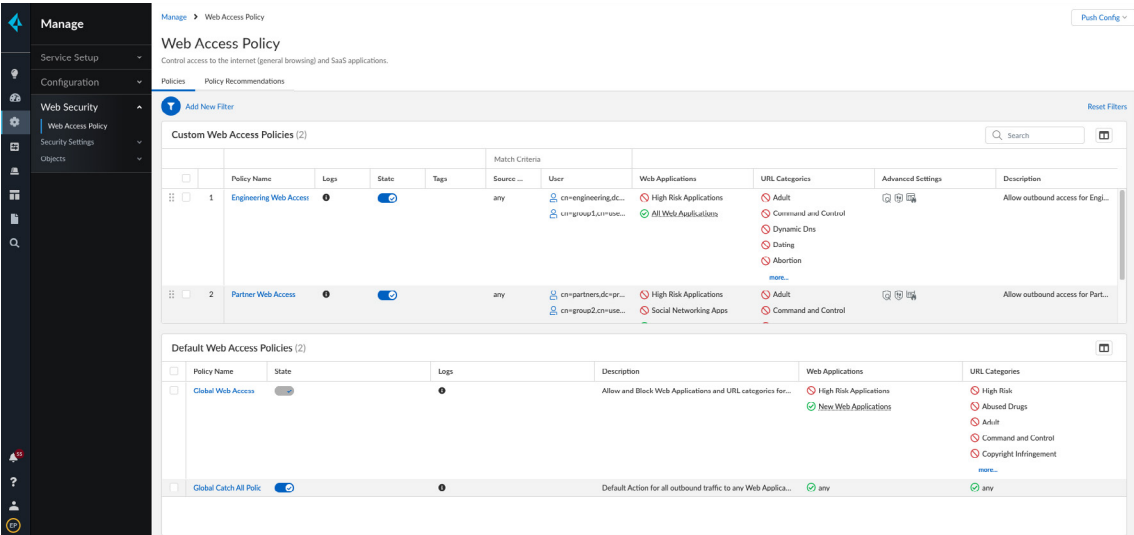 Manage
Service Setup
Configuration
Web Security
Web Access Policy
Security Settings
Objects
55
EP
Manage > Web Access Policy
Push Config
Web Access Policy
Control access to the internet (general browsing) and SaaS applications.
Policies Policy Recommendations
Add New Filter Reset Filters
Custom Web Access Policies (2) Search
Match Criteria
Policy Name Logs State Tags Source ... User Web Applications URL Categories Advanced Settings Description
1 Engineering Web Access any cn=engineering,dc... High Risk Applications Adult Allow outbound access for Engi...
cn=group1,cn=use... All Web Applications Command and Control
Dynamic Dns
Dating
Abortion
more...
2 Partner Web Access any cn=partners,dc=pr... High Risk Applications Adult Allow outbound access for Part...
cn=group2,cn=use... Social Networking Apps Command and Control
Default Web Access Policies (2)
Policy Name State Logs Description Web Applications URL Categories
Global Web Access Allow and Block Web Applications and URL categories for... High Risk Applications High Risk
New Web Applications Abused Drugs
Adult
Command and Control
Copyright Infringement
more...
Global Catch All Polic Default Action for all outbound traffic to any Web Applica... any any